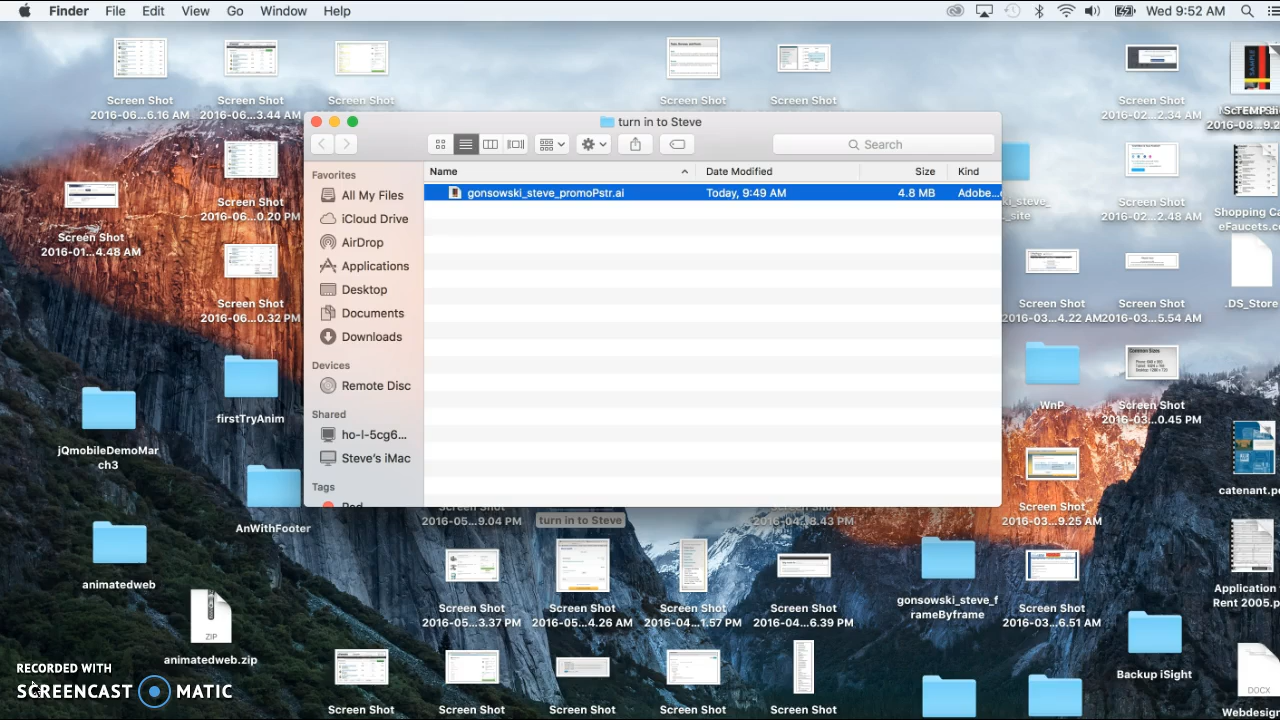 Finder File Edit View Go Window Help
Wed 9:52 AM
Screen Shot
2016-06...6.16 AM
Screen Shot
2016-06...3.44 AM
Screen Shot
Screen Shot
Screen Shot
Screen Shot
2016-02...2.34 AM
turn in to Steve
Search
Name
Date Modified
Size
Kind
gonsowski_steve_promoPstr.ai
Today, 9:49 AM
4.8 MB
Adobe...
Favorites
All My Files
iCloud Drive
AirDrop
Applications
Desktop
Documents
Downloads
Devices
Remote Disc
Shared
ho-l-5cg6...
Steve's iMac
Tags
Red
Screen Shot
2016-01...4.48 AM
Screen Shot
2016-06...0.20 PM
Screen Shot
2016-06...0.32 PM
firstTryAnim
jQmobileDemoMar
ch3
AnWithFooter
animatedweb
ZIP
animatedweb.zip
Screen Shot
2016-02...2.48 AM
Shopping Ca
eFaucets.c
Screen Shot
2016-03...4.22 AM
Screen Shot
2016-03...5.54 AM
.DS_Store
WnP
Common Sizes
Screen Shot
2016-03...0.45 PM
Screen Shot
2016-03...9.25 AM
2016-05...9.04 PM
turn in to Steve
2016-04...8.43 PM
Screen Shot
2016-05...3.37 PM
Screen Shot
2016-05...4.26 AM
Screen Shot
2016-04...1.57 PM
Screen Shot
2016-04...6.39 PM
gonsowski_steve_f
rameByframe
Screen Shot
2016-03...6.51 AM
Application
Rent 2005.p
Backup iSight
DOCX
Webdesign
Screen Shot
Screen Shot
Screen Shot
Screen Shot
Screen Shot
RECORDED WITH
SCREENCAST MATIC